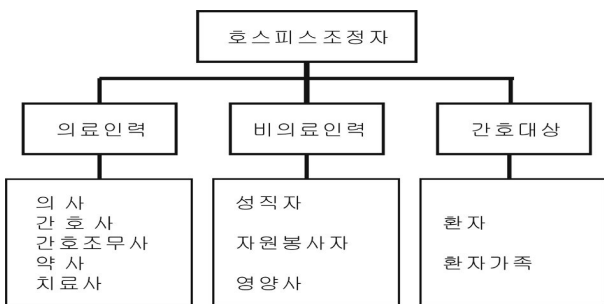 호스피스조정자
의료인력
비의료인력
간호대상
의 사
간 호 사
간호조무사
약 사
치료사
성직자
자원봉사자
영양사
환자
환자가족